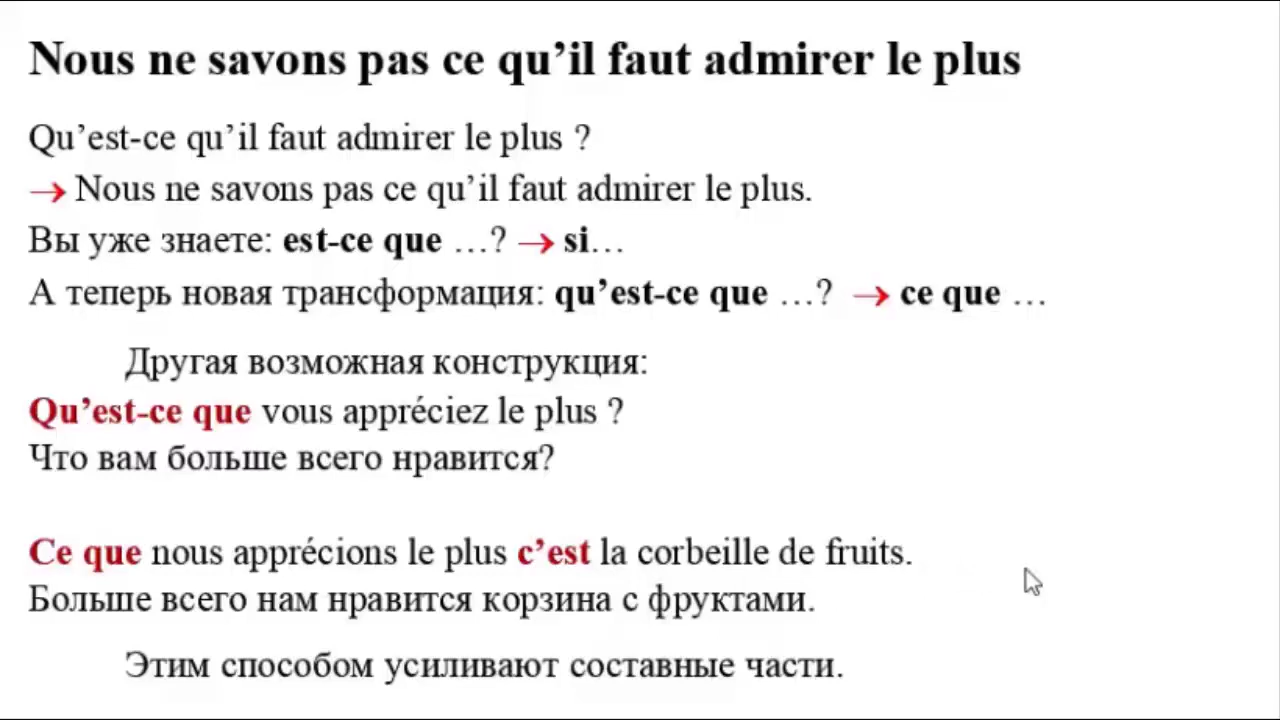 Nous ne savons pas ce qu’il faut admirer le plus
Qu’est-ce qu’il faut admirer le plus ?
→ Nous ne savons pas ce qu’il faut admirer le plus.
Вы уже знаете: est-ce que …? → si…
А теперь новая трансформация: qu’est-ce que …? → ce que …
Другая возможная конструкция:
Qu’est-ce que vous appréciez le plus ?
Что вам больше всего нравится?
Ce que nous apprécions le plus c’est la corbeille de fruits.
Больше всего нам нравится корзина с фруктами.
Этим способом усиливают составные части.